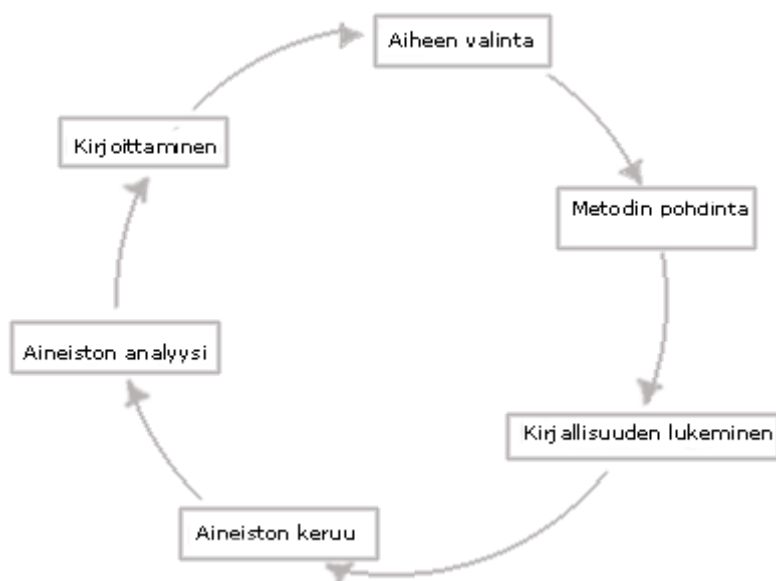 Aiheen valinta
Metodin pohdinta
Kirjallisuuden lukeminen
Aineiston keruu
Aineiston analyysi
Kirjoittaminen